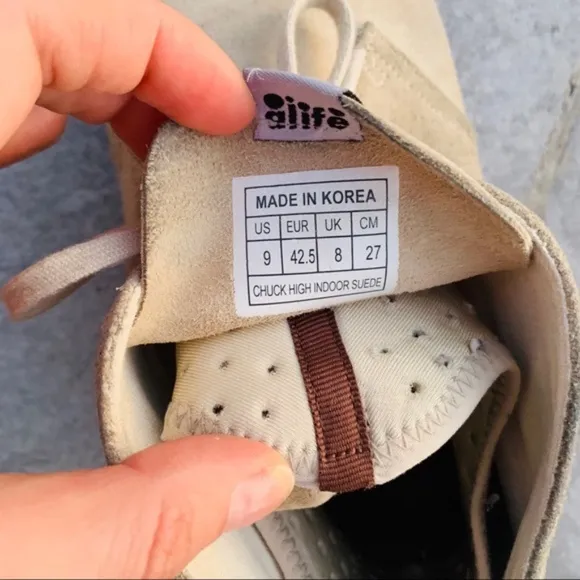 alife
MADE IN KOREA
US EUR UK CM
9 42.5 8 27
CHUCK HIGH INDOOR SUEDE